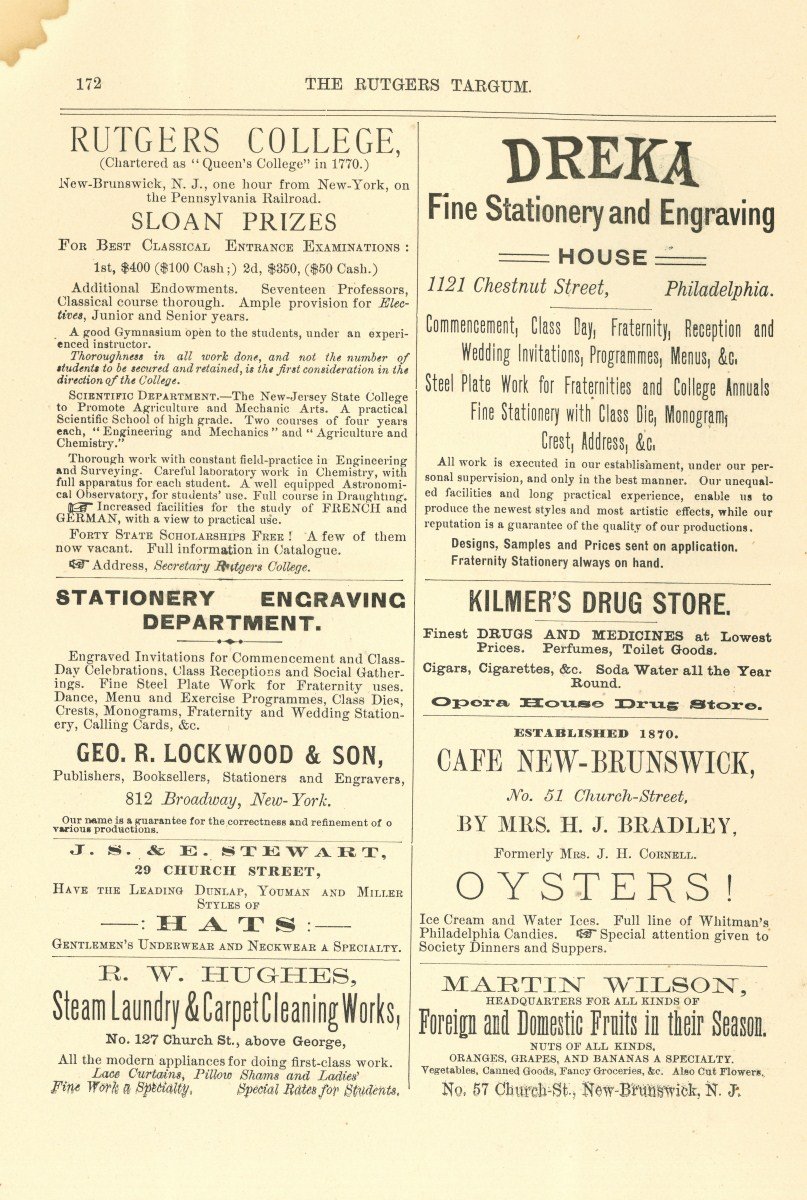 172
THE RUTGERS TARGUM.
RUTGERS COLLEGE,
(Chartered as "Queen's College" in 1770.)
New-Brunswick, N. J., one hour from New-York, on
the Pennsylvania Railroad.
SLOAN PRIZES
FOR BEST CLASSICAL ENTRANCE EXAMINATIONS:
1st, $400 ($100 Cash;) 2d, $350, ($50 Cash.)
Additional Endowments. Seventeen Professors,
Classical course thorough. Ample provision for Elec-
tives, Junior and Senior years.
A good Gymnasium open to the students, under an experi-
enced instructor.
Thoroughness in all work done, and not the number of
students to be secured and retained, is the first consideration in the
direction of the College.
SCIENTIFIC DEPARTMENT.—The New-Jersey State College
to Promote Agriculture and Mechanic Arts. A practical
Scientific School of high grade. Two courses of four years
each, "Engineering and Mechanics" and "Agriculture and
Chemistry."
Thorough work with constant field-practice in Engineering
and Surveying. Careful laboratory work in Chemistry, with
full apparatus for each student. A well equipped Astronomi-
cal Observatory, for students' use. Full course in Draughting.
☞ Increased facilities for the study of FRENCH and
GERMAN, with a view to practical use.
FORTY STATE SCHOLARSHIPS FREE! A few of them
now vacant. Full information in Catalogue.
☞ Address, Secretary Rutgers College.
STATIONERY ENGRAVING
DEPARTMENT.
Engraved Invitations for Commencement and Class-
Day Celebrations, Class Receptions and Social Gather-
ings. Fine Steel Plate Work for Fraternity uses.
Dance, Menu and Exercise Programmes, Class Dies,
Crests, Monograms, Fraternity and Wedding Station-
ery, Calling Cards, &c.
GEO. R. LOCKWOOD & SON,
Publishers, Booksellers, Stationers and Engravers,
812 Broadway, New-York.
Our name is a guarantee for the correctness and refinement of o
various productions.
J. S. & E. STEWART,
29 CHURCH STREET,
HAVE THE LEADING DUNLAP, YOUMAN AND MILLER
STYLES OF
—: HATS :—
GENTLEMEN'S UNDERWEAR AND NECKWEAR A SPECIALTY.
R. W. HUGHES,
Steam Laundry & Carpet Cleaning Works,
No. 127 Church St., above George,
All the modern appliances for doing first-class work.
Lace Curtains, Pillow Shams and Ladies'
Fine Work a Specialty. Special Rates for Students.
DREKA
Fine Stationery and Engraving
HOUSE
1121 Chestnut Street, Philadelphia.
Commencement, Class Day, Fraternity, Reception and
Wedding Invitations, Programmes, Menus, &c.
Steel Plate Work for Fraternities and College Annuals
Fine Stationery with Class Die, Monogram,
Crest, Address, &c.
All work is executed in our establishment, under our per-
sonal supervision, and only in the best manner. Our unequal-
ed facilities and long practical experience, enable us to
produce the newest styles and most artistic effects, while our
reputation is a guarantee of the quality of our productions.
Designs, Samples and Prices sent on application.
Fraternity Stationery always on hand.
KILMER'S DRUG STORE.
Finest DRUGS AND MEDICINES at Lowest
Prices. Perfumes, Toilet Goods.
Cigars, Cigarettes, &c. Soda Water all the Year
Round.
Opera House Drug Store.
ESTABLISHED 1870.
CAFE NEW-BRUNSWICK,
No. 51 Church-Street,
BY MRS. H. J. BRADLEY,
Formerly MRS. J. H. CORNELL.
OYSTERS!
Ice Cream and Water Ices. Full line of Whitman's
Philadelphia Candies. ☞ Special attention given to
Society Dinners and Suppers.
MARTIN WILSON,
HEADQUARTERS FOR ALL KINDS OF
Foreign and Domestic Fruits in their Season.
NUTS OF ALL KINDS,
ORANGES, GRAPES, AND BANANAS A SPECIALTY.
Vegetables, Canned Goods, Fancy Groceries, &c. Also Cut Flowers.
No. 57 Church-St., New-Brunswick, N. J.